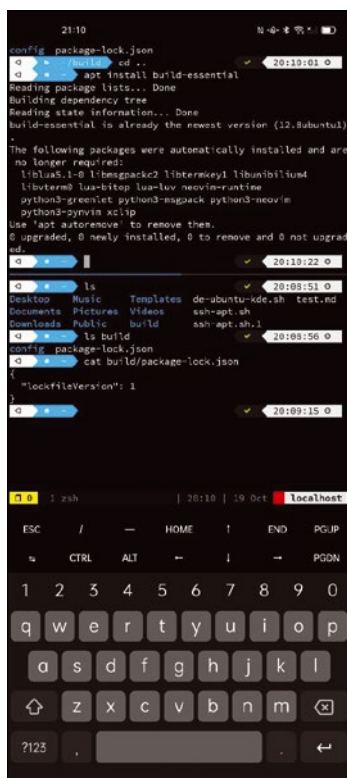 21:10
config package-lock.json
~/build cd .. ✔ 20:10:01
~ apt install build-essential
Reading package lists... Done
Building dependency tree
Reading state information... Done
build-essential is already the newest version (12.8ubuntu1)
.
The following packages were automatically installed and are
no longer required:
liblua5.1-0 libmsgpackc2 libtermkey1 libunibilium4
libvterm0 lua-bitop lua-luv neovim-runtime
python3-greenlet python3-msgpack python3-neovim
python3-pynvim xclip
Use 'apt autoremove' to remove them.
0 upgraded, 0 newly installed, 0 to remove and 0 not upgrad
ed.
~ ✔ 20:10:22
~ ls ✔ 20:08:51
Desktop Music Templates de-ubuntu-kde.sh test.md
Documents Pictures Videos ssh-apt.sh
Downloads Public build ssh-apt.sh.1
~ ls build ✔ 20:08:56
config package-lock.json
~ cat build/package-lock.json
{
"lockfileVersion": 1
}
~ ✔ 20:09:15
0 1 zsh | 20:10 | 19 Oct localhost
ESC / — HOME ↑ END PGUP
↹ CTRL ALT ← ↓ → PGDN
1 2 3 4 5 6 7 8 9 0
q w e r t y u i o p
a s d f g h j k l
z x c v b n m
?123 , .